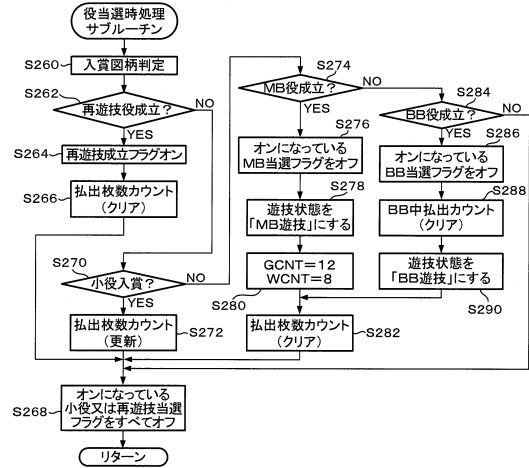 役当選時処理
サブルーチン
S260
入賞図柄判定
S262
再遊技役成立?
NO
YES
S264
再遊技成立フラグオン
S266
払出枚数カウント
(クリア)
S270
小役入賞?
NO
YES
払出枚数カウント
(更新)
S272
S268
オンになっている
小役又は再遊技当選
フラグをすべてオフ
リターン
S274
MB役成立?
NO
YES
S276
オンになっている
MB当選フラグをオフ
S278
遊技状態を
「MB遊技」にする
GCNT=12
WCNT=8
S280
払出枚数カウント
(クリア)
S282
S284
BB役成立?
NO
YES
S286
オンになっている
BB当選フラグをオフ
S288
BB中払出カウント
(クリア)
遊技状態を
「BB遊技」にする
S290